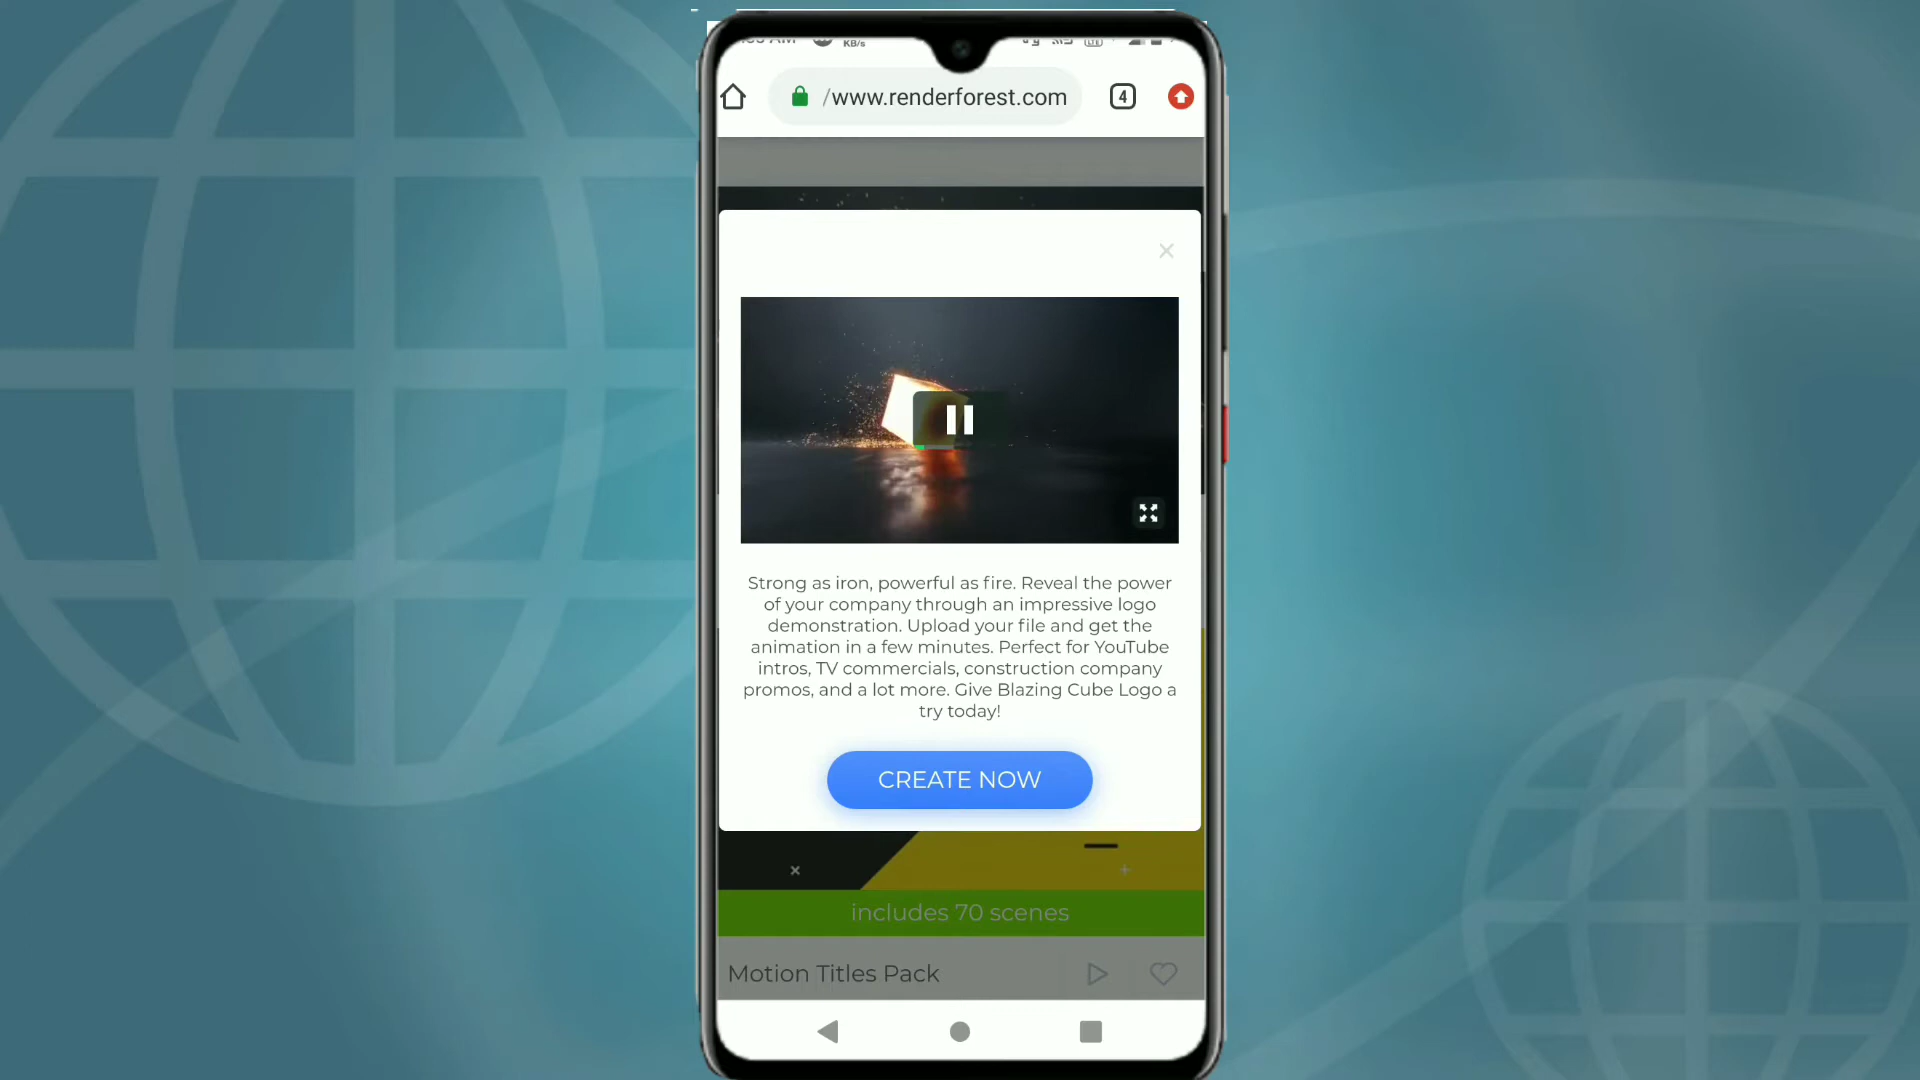 KB/s
/www.renderforest.com
4
Strong as iron, powerful as fire. Reveal the power
of your company through an impressive logo
demonstration. Upload your file and get the
animation in a few minutes. Perfect for YouTube
intros, TV commercials, construction company
promos, and a lot more. Give Blazing Cube Logo a
try today!
CREATE NOW
includes 70 scenes
Motion Titles Pack